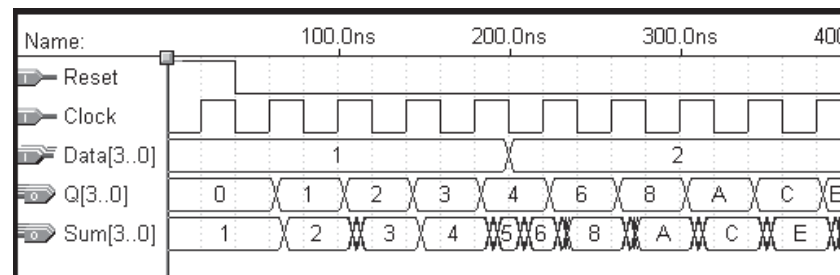 Name: 100.0ns 200.0ns 300.0ns 400
Reset
Clock
Data[3..0] 1 2
Q[3..0] 0 1 2 3 4 6 8 A C E
Sum[3..0] 1 2 3 4 5 6 8 A C E